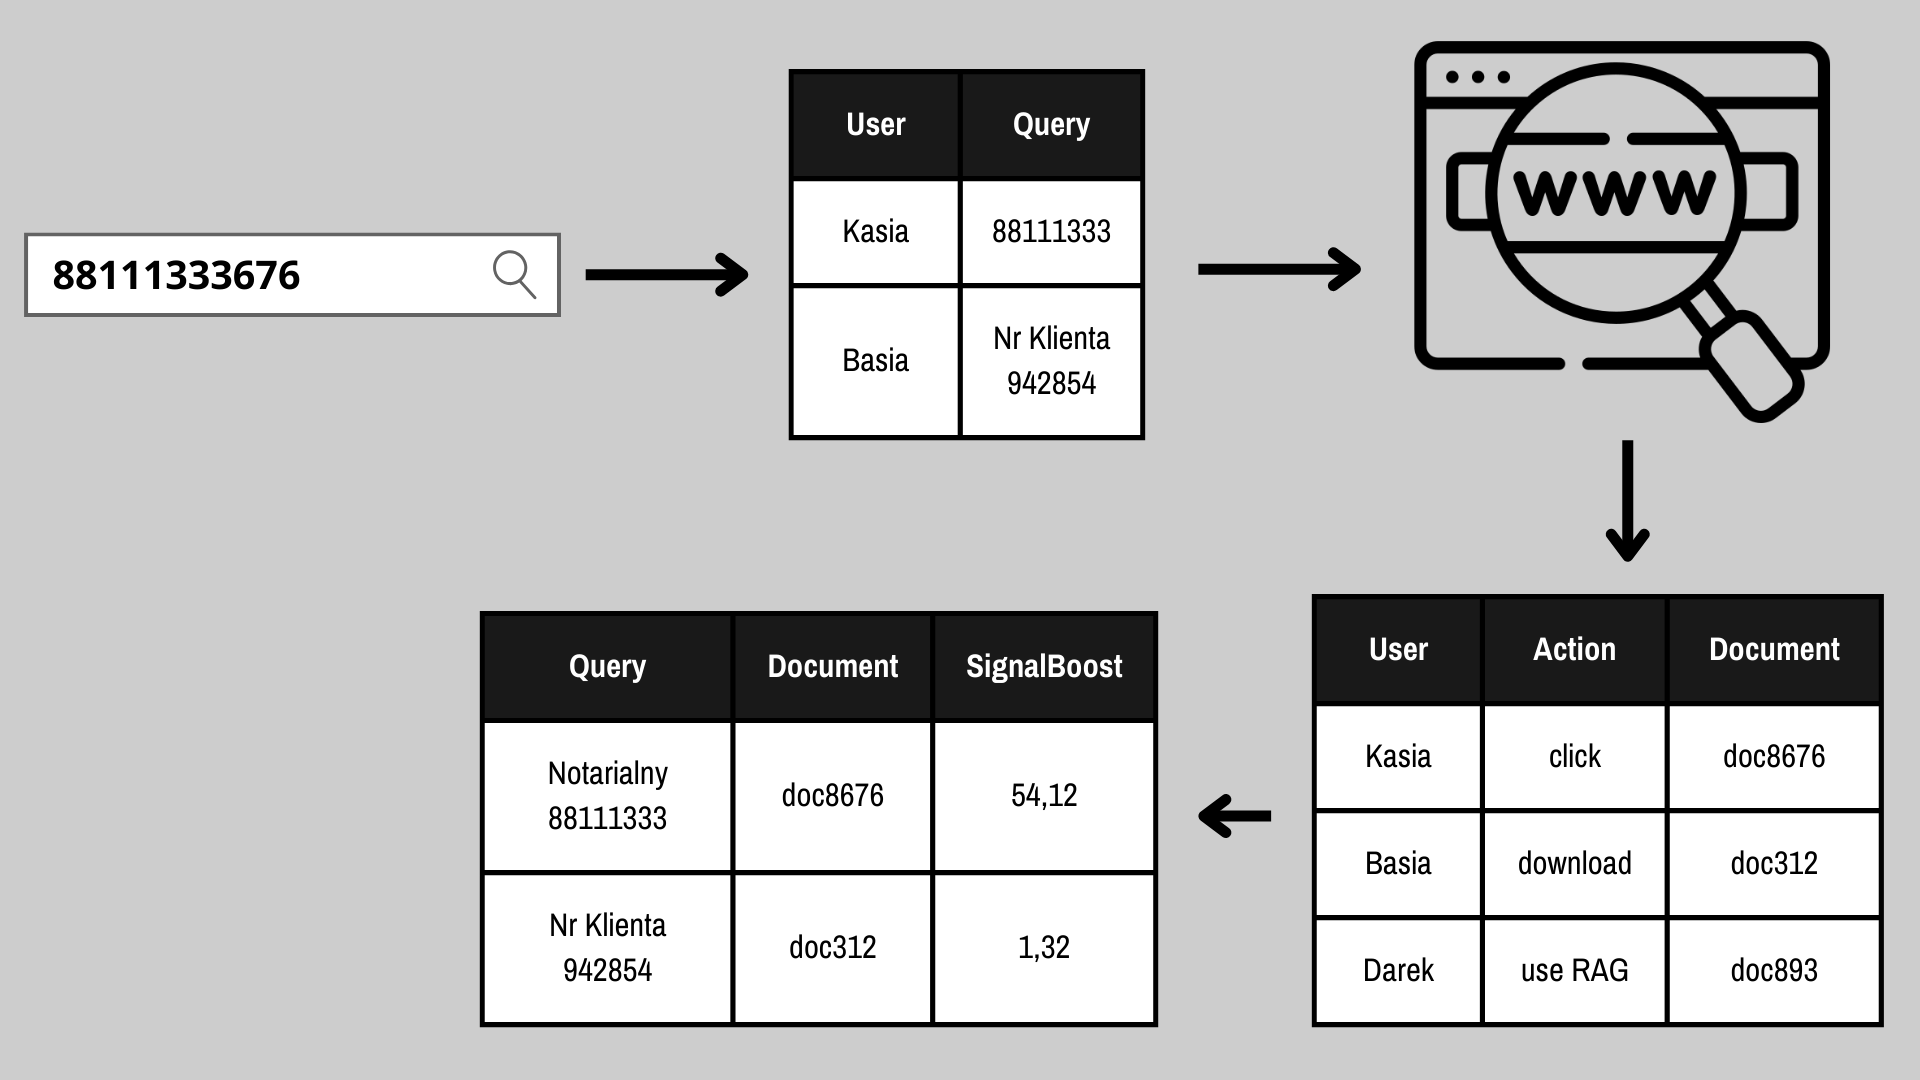 88111333676
User Query
Kasia 88111333
Basia Nr Klienta
942854
WWW
User Action Document
Kasia click doc8676
Basia download doc312
Darek use RAG doc893
Query Document SignalBoost
Notarialny
88111333 doc8676 54,12
Nr Klienta
942854 doc312 1,32